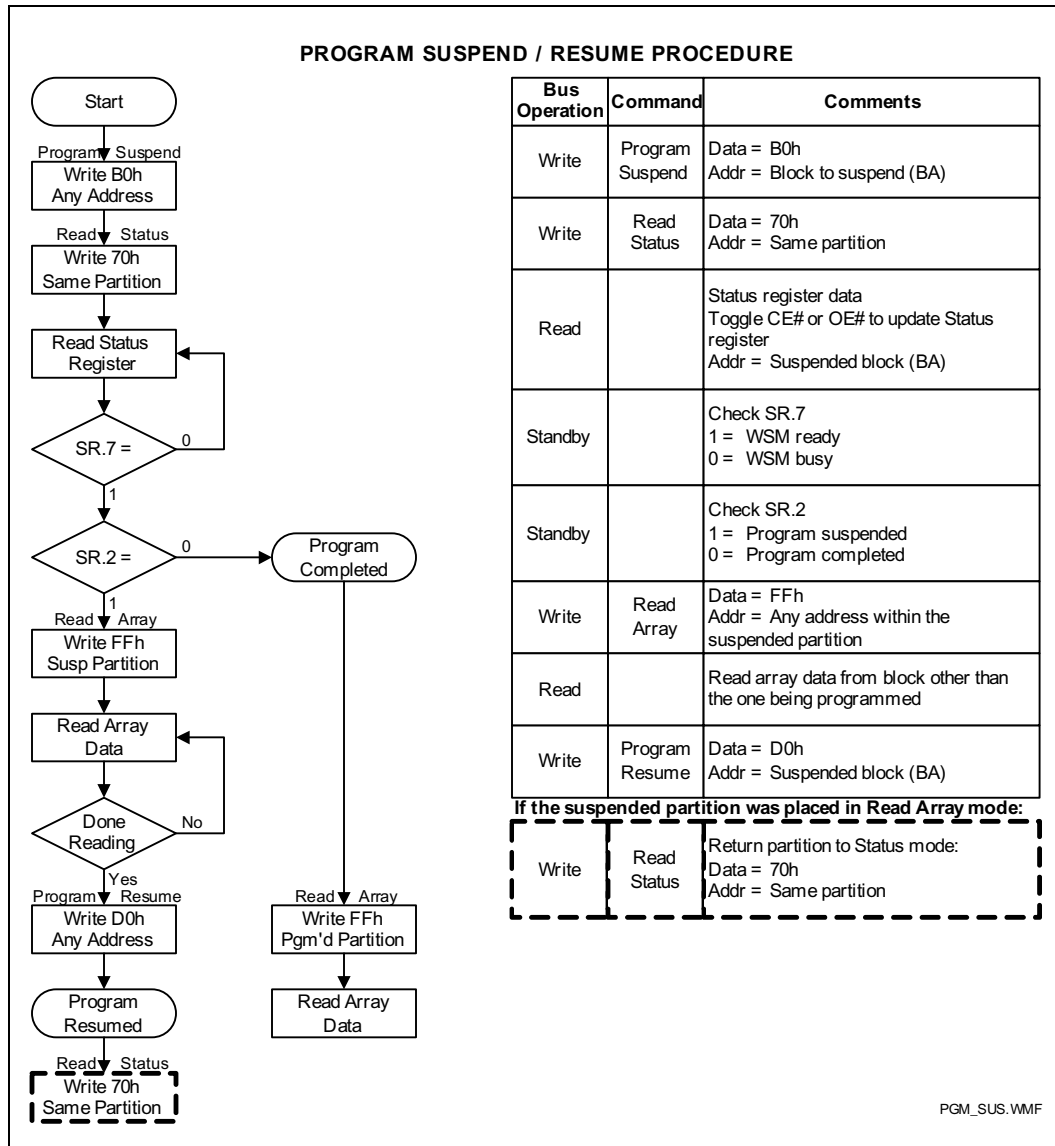 PROGRAM SUSPEND / RESUME PROCEDURE
Start
Program Suspend
Write B0h
Any Address
Read Status
Write 70h
Same Partition
Read Status
Register
SR.7 =
0
1
SR.2 =
0
1
Program
Completed
Read Array
Write FFh
Susp Partition
Read Array
Data
Done
Reading
No
Yes
Program Resume
Write D0h
Any Address
Program
Resumed
Read Status
Write 70h
Same Partition
Read Array
Write FFh
Pgm'd Partition
Read Array
Data
Bus
Operation
Command
Comments
Write
Program
Suspend
Data = B0h
Addr = Block to suspend (BA)
Write
Read
Status
Data = 70h
Addr = Same partition
Read
Status register data
Toggle CE# or OE# to update Status
register
Addr = Suspended block (BA)
Standby
Check SR.7
1 = WSM ready
0 = WSM busy
Standby
Check SR.2
1 = Program suspended
0 = Program completed
Write
Read
Array
Data = FFh
Addr = Any address within the
suspended partition
Read
Read array data from block other than
the one being programmed
Write
Program
Resume
Data = D0h
Addr = Suspended block (BA)
If the suspended partition was placed in Read Array mode:
Write
Read
Status
Return partition to Status mode:
Data = 70h
Addr = Same partition
PGM_SUS.WMF